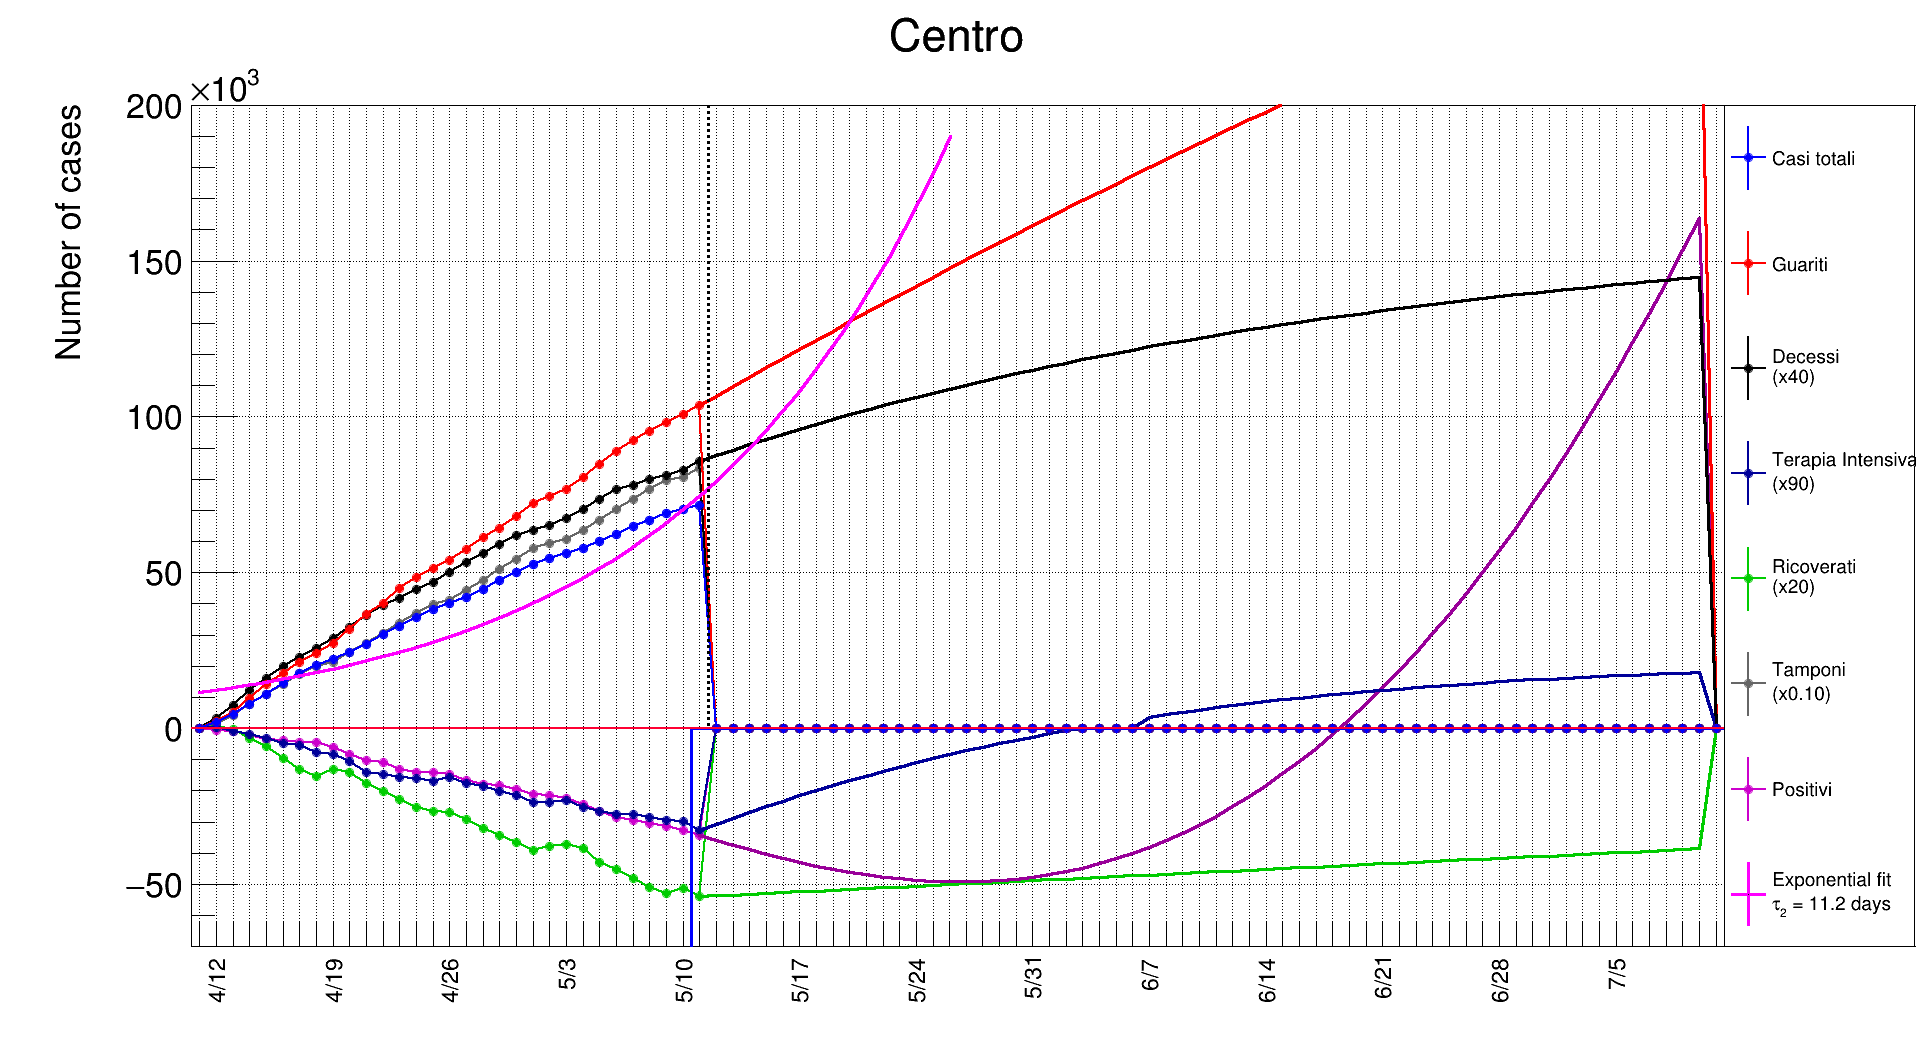 Centro
×10³
Number of cases
200
150
100
50
0
−50
4/12
4/19
4/26
5/3
5/10
5/17
5/24
5/31
6/7
6/14
6/21
6/28
7/5
Casi totali
Guariti
Decessi
(x40)
Terapia Intensiva
(x90)
Ricoverati
(x20)
Tamponi
(x0.10)
Positivi
Exponential fit
τ₂ = 11.2 days